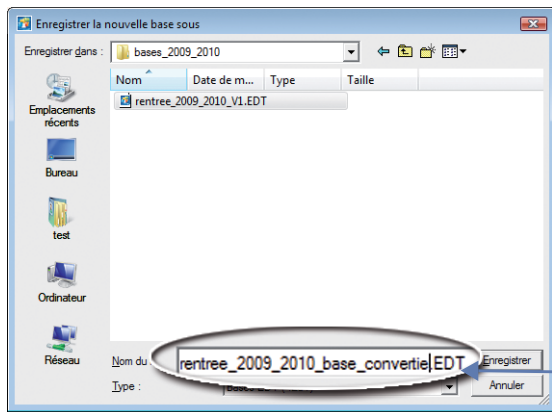 Enregistrer la nouvelle base sous
Enregistrer dans :
bases_2009_2010
Nom
Date de m...
Type
Taille
rentree_2009_2010_V1.EDT
Emplacements
récents
Bureau
test
Ordinateur
Réseau
Nom du
rentree_2009_2010_base_convertie.EDT
Enregistrer
Type :
Annuler